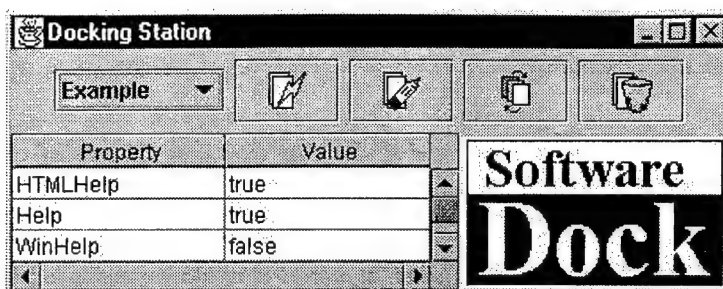 Docking Station
Example
Property Value
HTMLHelp true
Help true
WinHelp false
Software
Dock